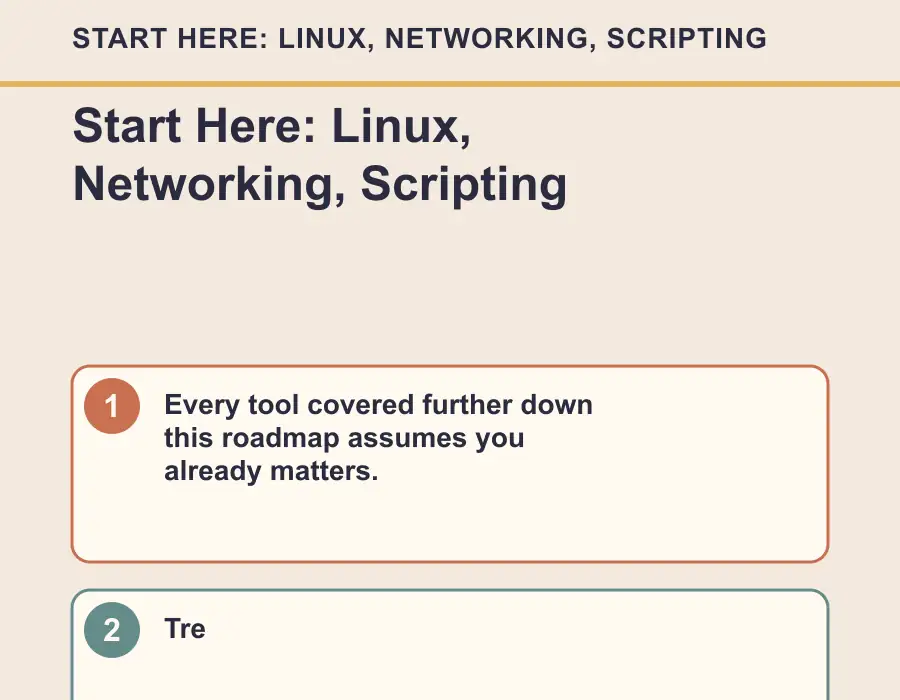 START HERE: LINUX, NETWORKING, SCRIPTING
Start Here: Linux,
Networking, Scripting
1
Every tool covered further down
this roadmap assumes you
already matters.
2
Tre